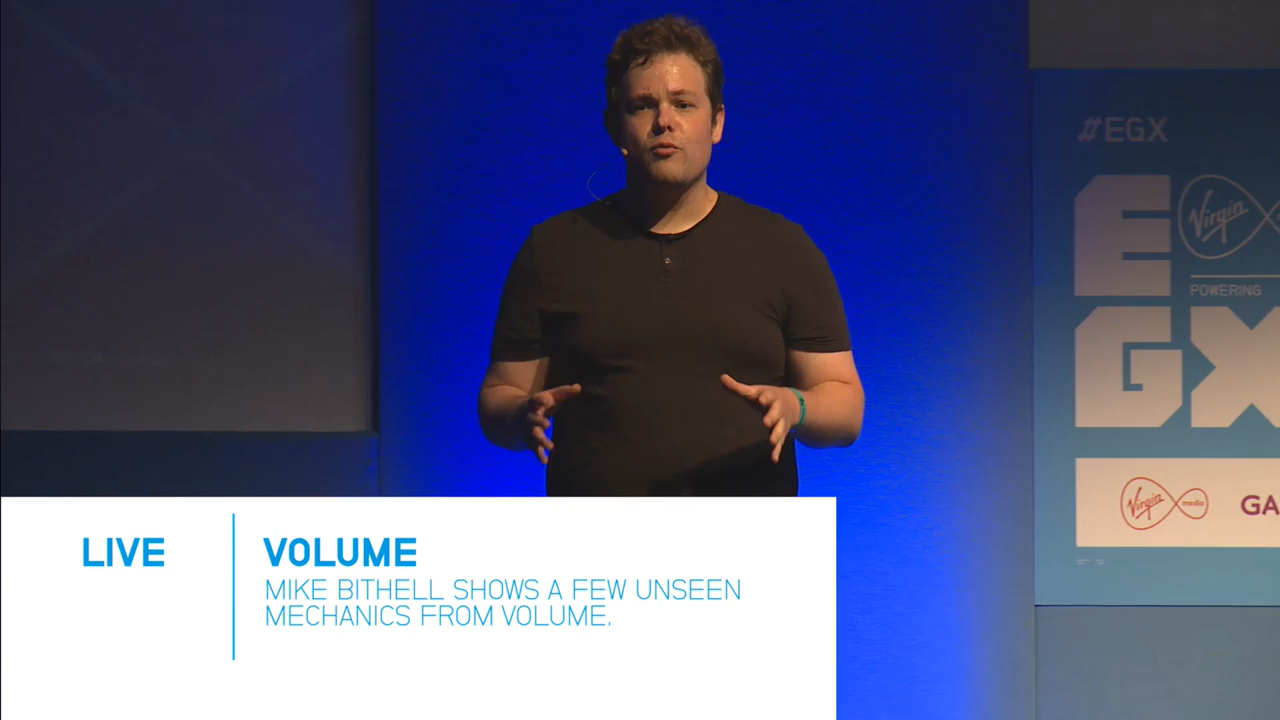 #EGX
E
Virgin
POWERING
GX
Virgin media
GA
LIVE
VOLUME
MIKE BITHELL SHOWS A FEW UNSEEN
MECHANICS FROM VOLUME.